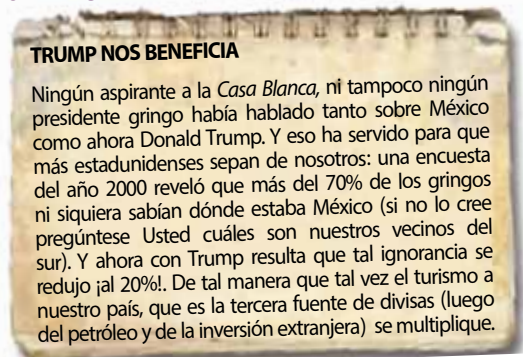 TRUMP NOS BENEFICIA
Ningún aspirante a la Casa Blanca, ni tampoco ningún
presidente gringo había hablado tanto sobre México
como ahora Donald Trump. Y eso ha servido para que
más estadunidenses sepan de nosotros: una encuesta
del año 2000 reveló que más del 70% de los gringos
ni siquiera sabían dónde estaba México (si no lo cree
pregúntese Usted cuáles son nuestros vecinos del
sur). Y ahora con Trump resulta que tal ignorancia se
redujo ¡al 20%!. De tal manera que tal vez el turismo a
nuestro país, que es la tercera fuente de divisas (luego
del petróleo y de la inversión extranjera) se multiplique.